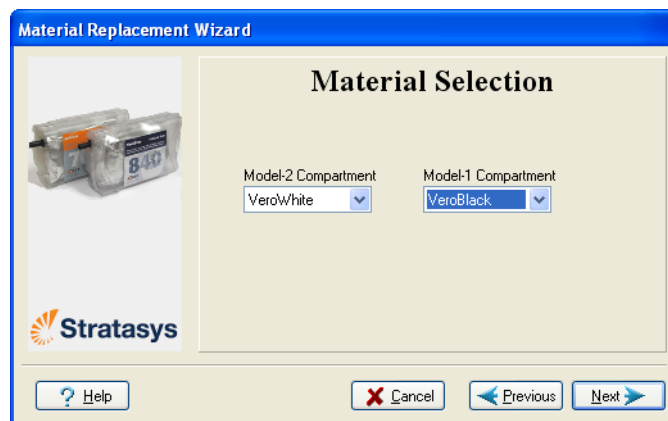 Material Replacement Wizard
Material Selection
840
Model-2 Compartment Model-1 Compartment
VeroWhite VeroBlack
Stratasys
Help Cancel Previous Next